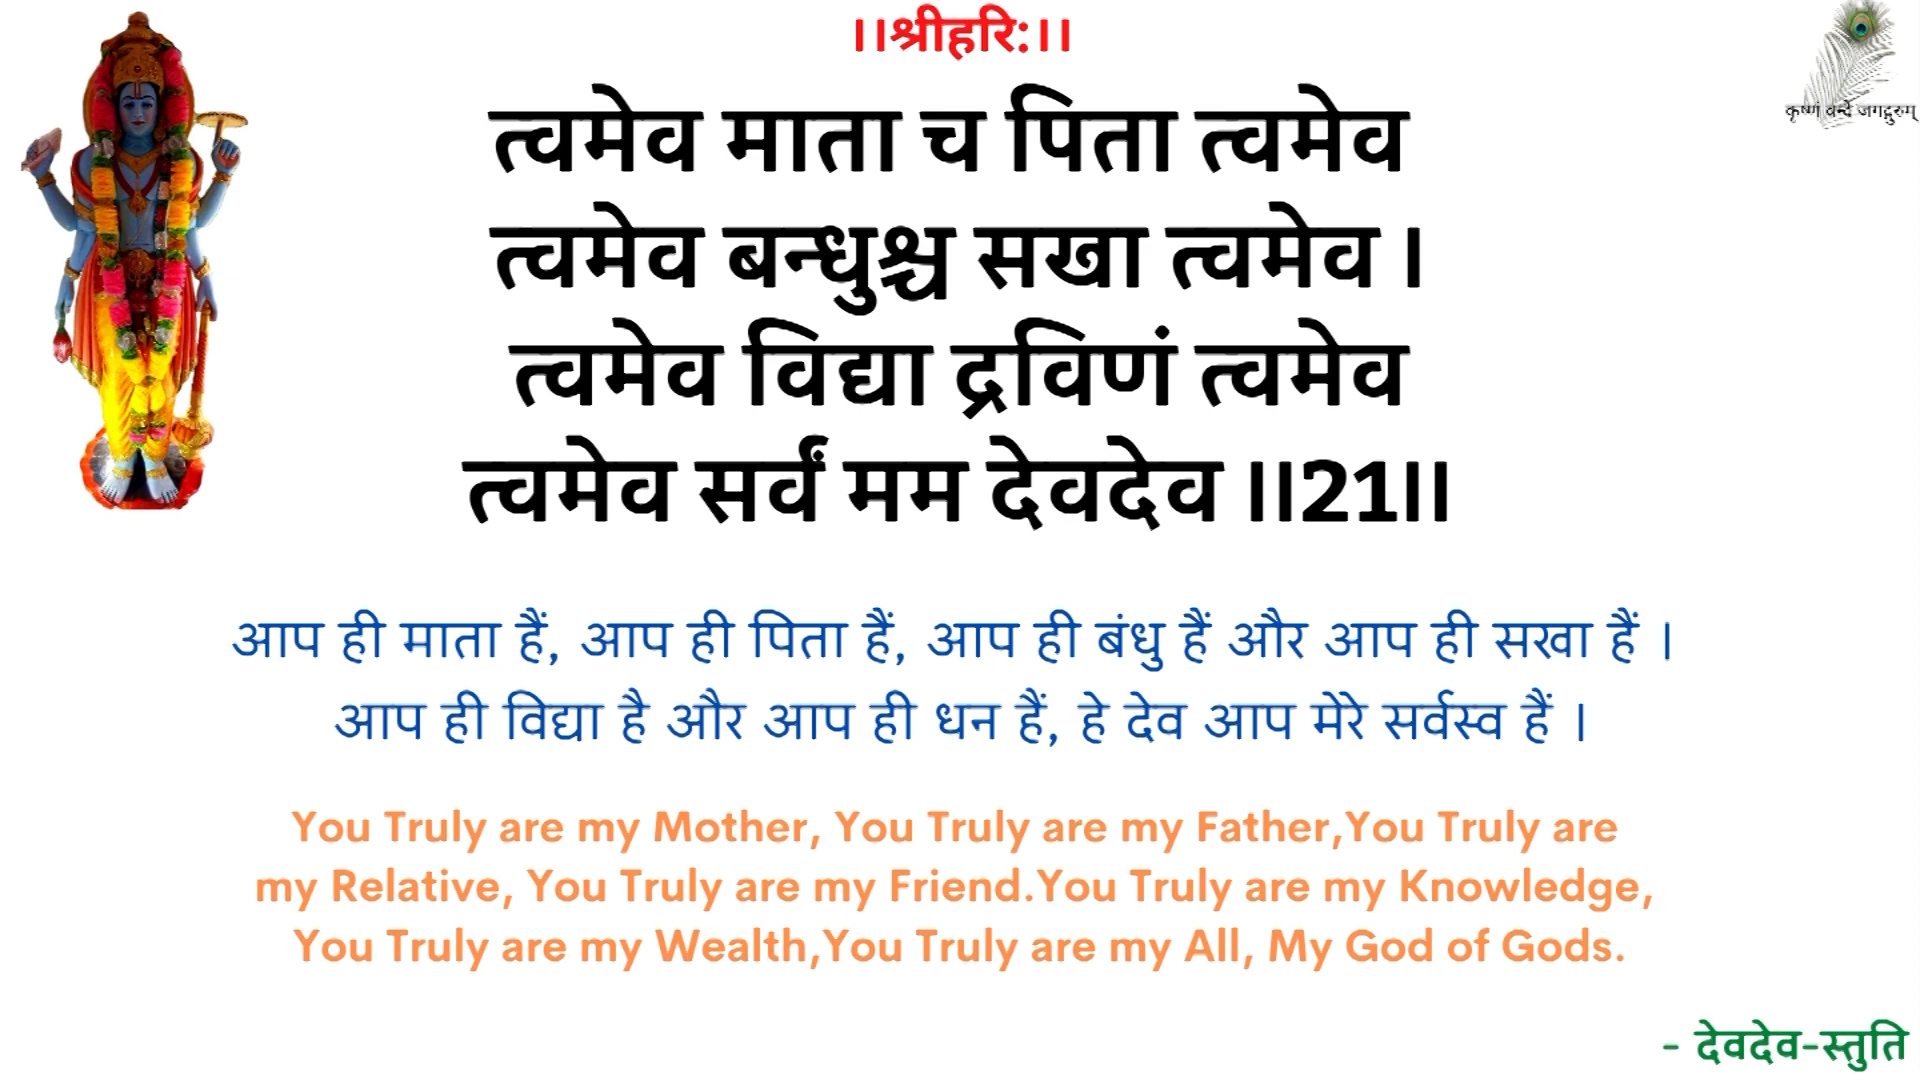 ।।श्रीहरि:।।
कृष्णं वन्दे जगद्गुरुम्
त्वमेव माता च पिता त्वमेव
त्वमेव बन्धुश्च सखा त्वमेव ।
त्वमेव विद्या द्रविणं त्वमेव
त्वमेव सर्वं मम देवदेव ।।21।।
आप ही माता हैं, आप ही पिता हैं, आप ही बंधु हैं और आप ही सखा हैं ।
आप ही विद्या है और आप ही धन हैं, हे देव आप मेरे सर्वस्व हैं ।
You Truly are my Mother, You Truly are my Father,You Truly are
my Relative, You Truly are my Friend.You Truly are my Knowledge,
You Truly are my Wealth,You Truly are my All, My God of Gods.
- देवदेव-स्तुति